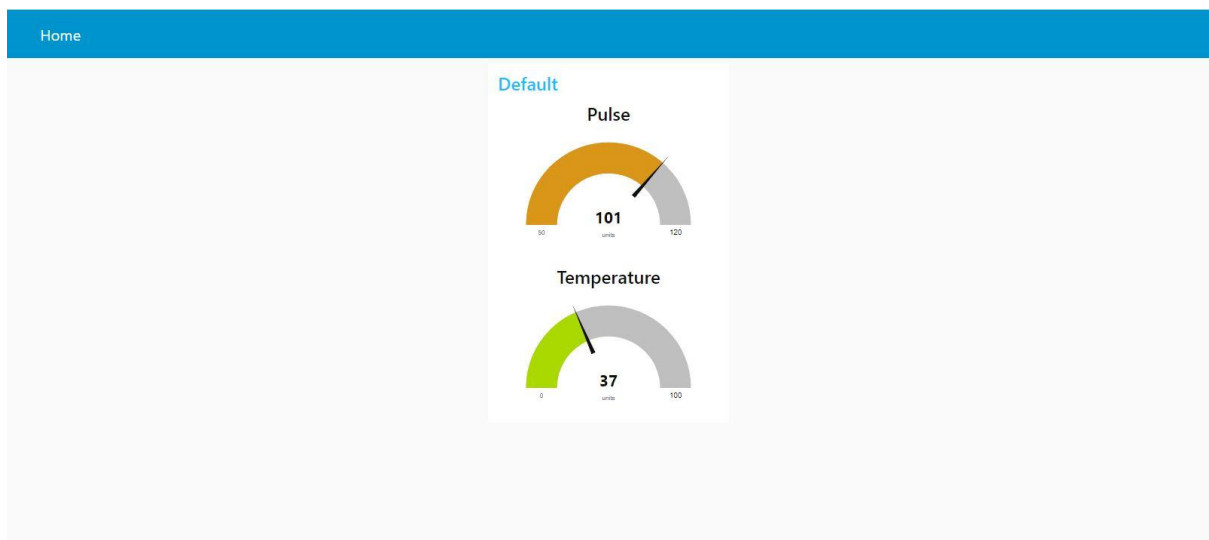 Home
Default
Pulse
101
50 units 120
Temperature
37
0 units 100